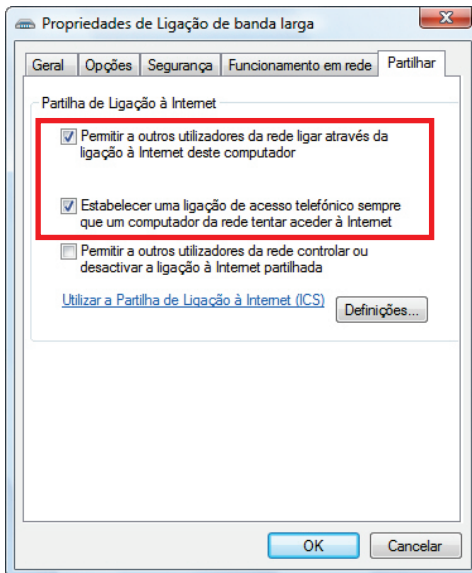 Propriedades de Ligação de banda larga
Geral Opções Segurança Funcionamento em rede Partilhar
Partilha de Ligação à Internet
Permitir a outros utilizadores da rede ligar através da
ligação à Internet deste computador
Estabelecer uma ligação de acesso telefónico sempre
que um computador da rede tentar aceder à Internet
Permitir a outros utilizadores da rede controlar ou
desactivar a ligação à Internet partilhada
Utilizar a Partilha de Ligação à Internet (ICS)
Definições...
OK Cancelar